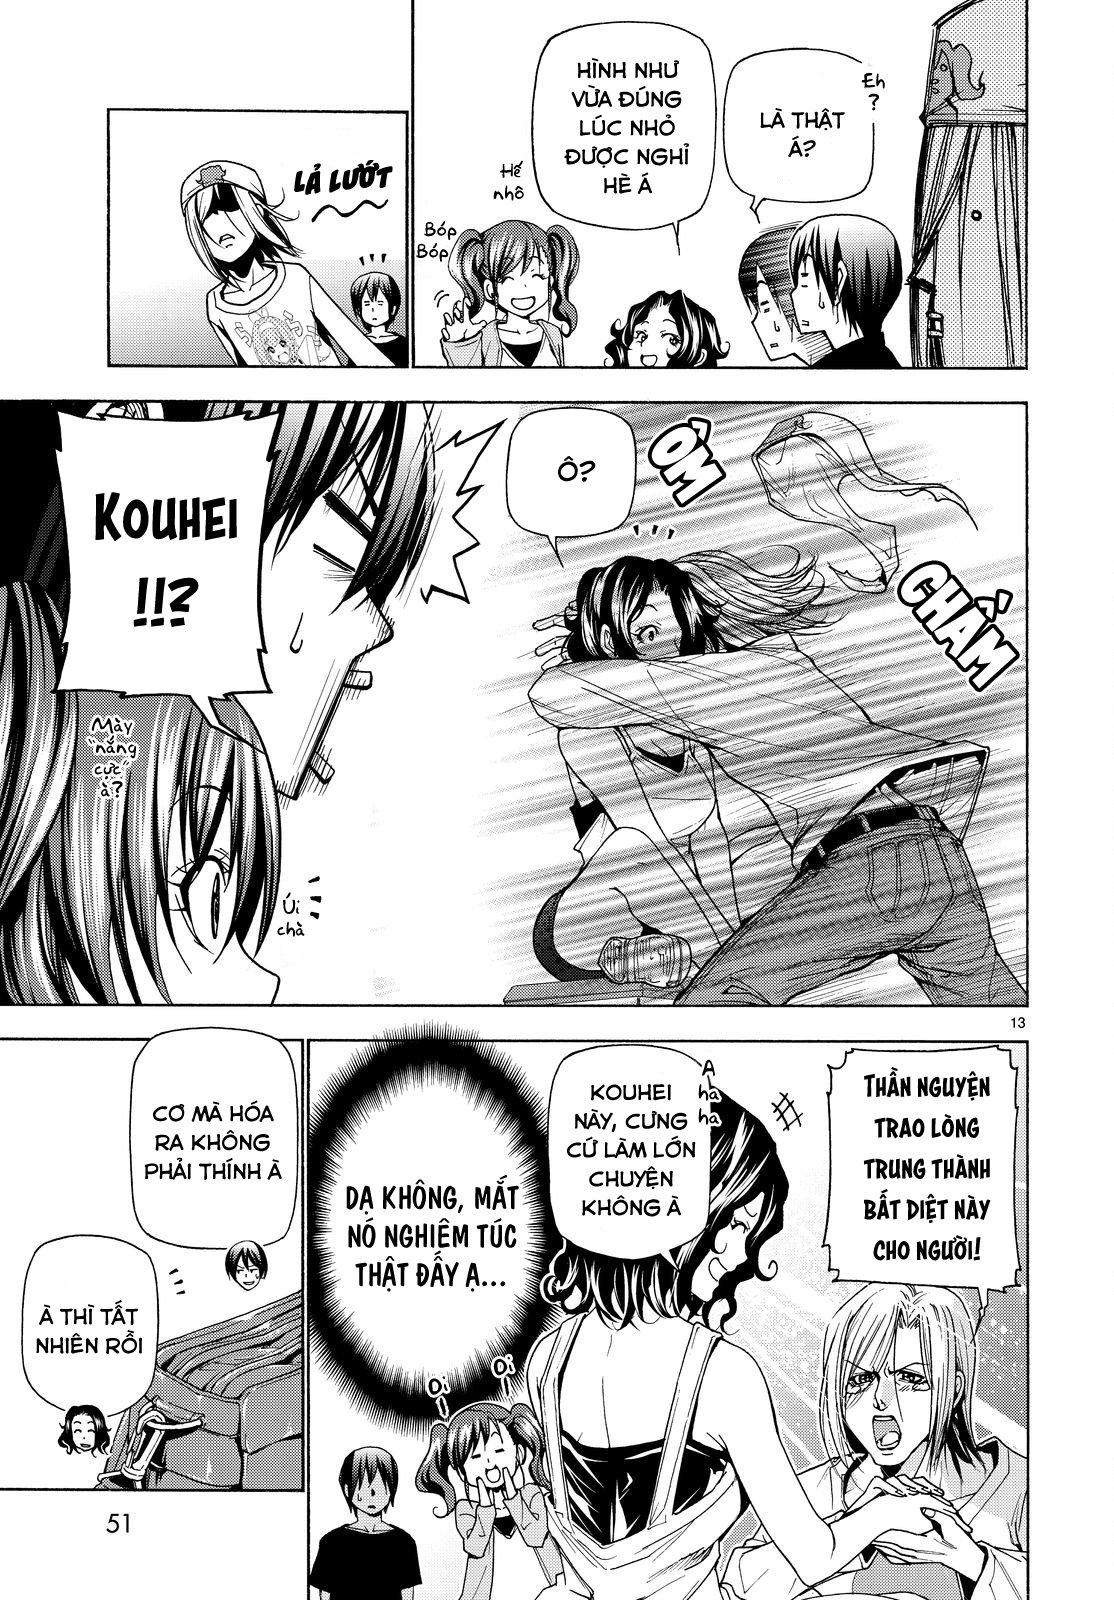 Eh
?
LÀ THẬT
Á?
HÌNH NHƯ
VỪA ĐÚNG
LÚC NHỎ
ĐƯỢC NGHỈ
HÈ Á
Hế
nhô
Bóp
Bóp
LẢ LƯỚT
ÔM
CHẦM
Ô?
KOUHEI
!!?
Mày
"nắng
cực"
à?
Úi
chà
13
THẦN NGUYỆN
TRAO LÒNG
TRUNG THÀNH
BẤT DIỆT NÀY
CHO NGƯỜI!
A
ha
ha
KOUHEI
NÀY, CƯNG
CỨ LÀM LỚN
CHUYỆN
KHÔNG À
DẠ KHÔNG, MẮT
NÓ NGHIÊM TÚC
THẬT ĐẤY Ạ...
Ơi
Ơi
CƠ MÀ HÓA
RA KHÔNG
PHẢI THÍNH À
À THÌ TẤT
NHIÊN RỒI
51